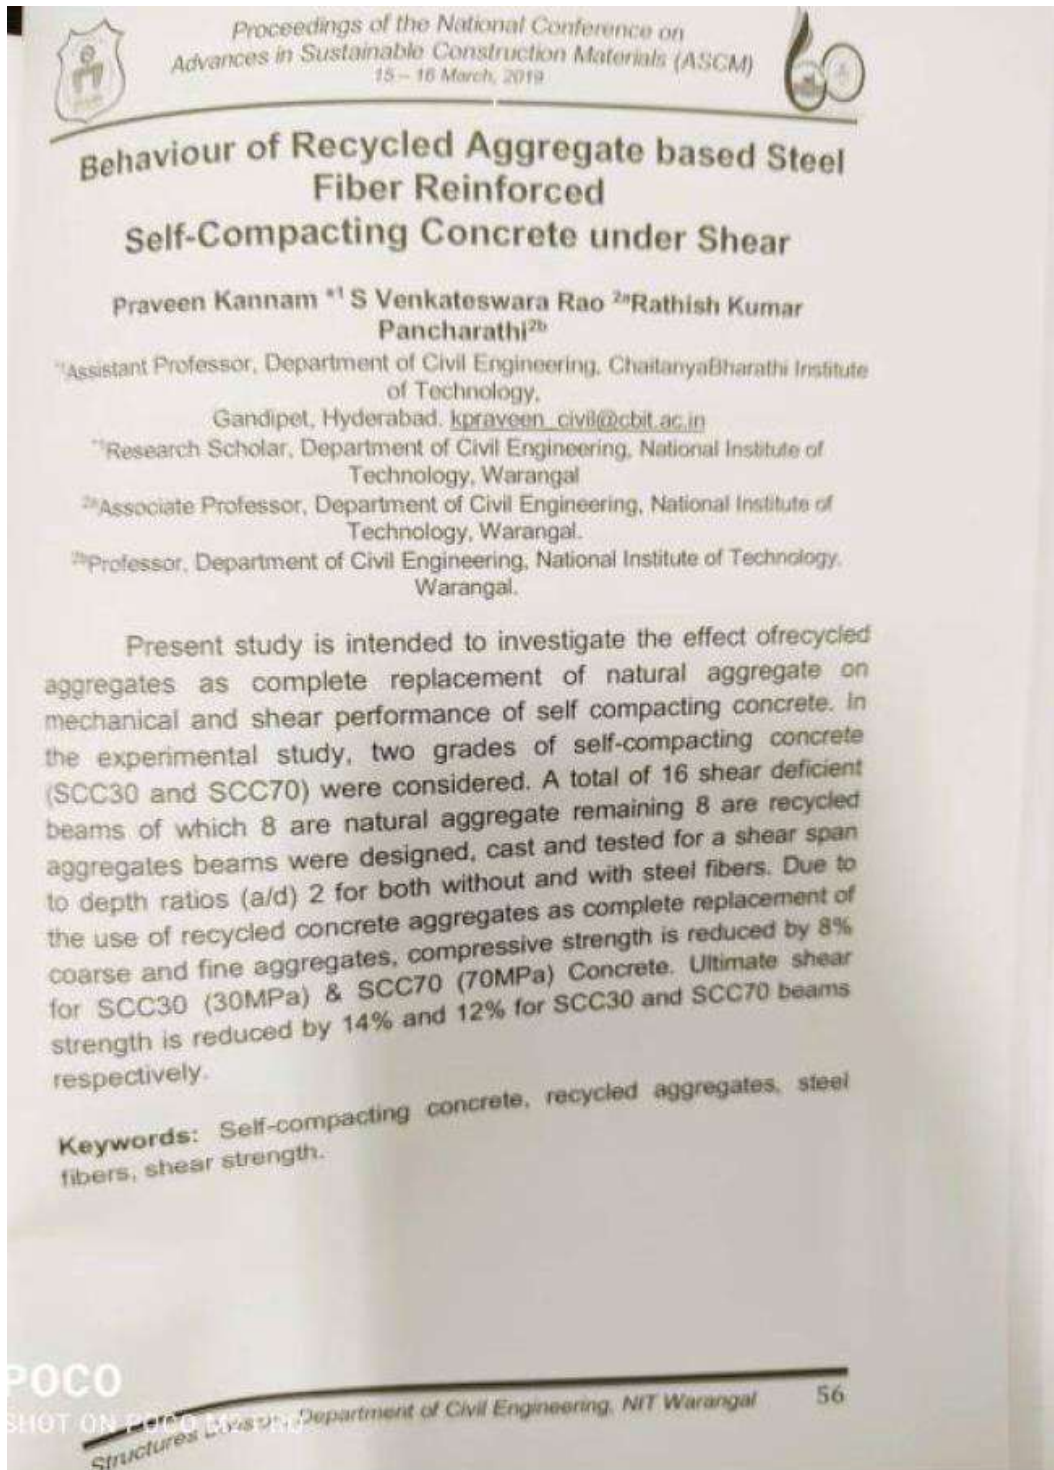 Proceedings of the National Conference on
Advances in Sustainable Construction Materials (ASCM)
15 – 16 March, 2019
Behaviour of Recycled Aggregate based Steel
Fiber Reinforced
Self-Compacting Concrete under Shear
Praveen Kannam *1 S Venkateswara Rao 2a Rathish Kumar
Pancharathi2b
*1Assistant Professor, Department of Civil Engineering, ChaitanyaBharathi Institute
of Technology,
Gandipet, Hyderabad. kpraveen_civil@cbit.ac.in
*1Research Scholar, Department of Civil Engineering, National Institute of
Technology, Warangal
2aAssociate Professor, Department of Civil Engineering, National Institute of
Technology, Warangal.
2bProfessor, Department of Civil Engineering, National Institute of Technology,
Warangal.
Present study is intended to investigate the effect ofrecycled
aggregates as complete replacement of natural aggregate on
mechanical and shear performance of self compacting concrete. In
the experimental study, two grades of self-compacting concrete
(SCC30 and SCC70) were considered. A total of 16 shear deficient
beams of which 8 are natural aggregate remaining 8 are recycled
aggregates beams were designed, cast and tested for a shear span
to depth ratios (a/d) 2 for both without and with steel fibers. Due to
the use of recycled concrete aggregates as complete replacement of
coarse and fine aggregates, compressive strength is reduced by 8%
for SCC30 (30MPa) & SCC70 (70MPa) Concrete. Ultimate shear
strength is reduced by 14% and 12% for SCC30 and SCC70 beams
respectively.
Keywords: Self-compacting concrete, recycled aggregates, steel
fibers, shear strength.
POCO
SHOT ON POCO M2 PRO
Structures Division, Department of Civil Engineering, NIT Warangal
56